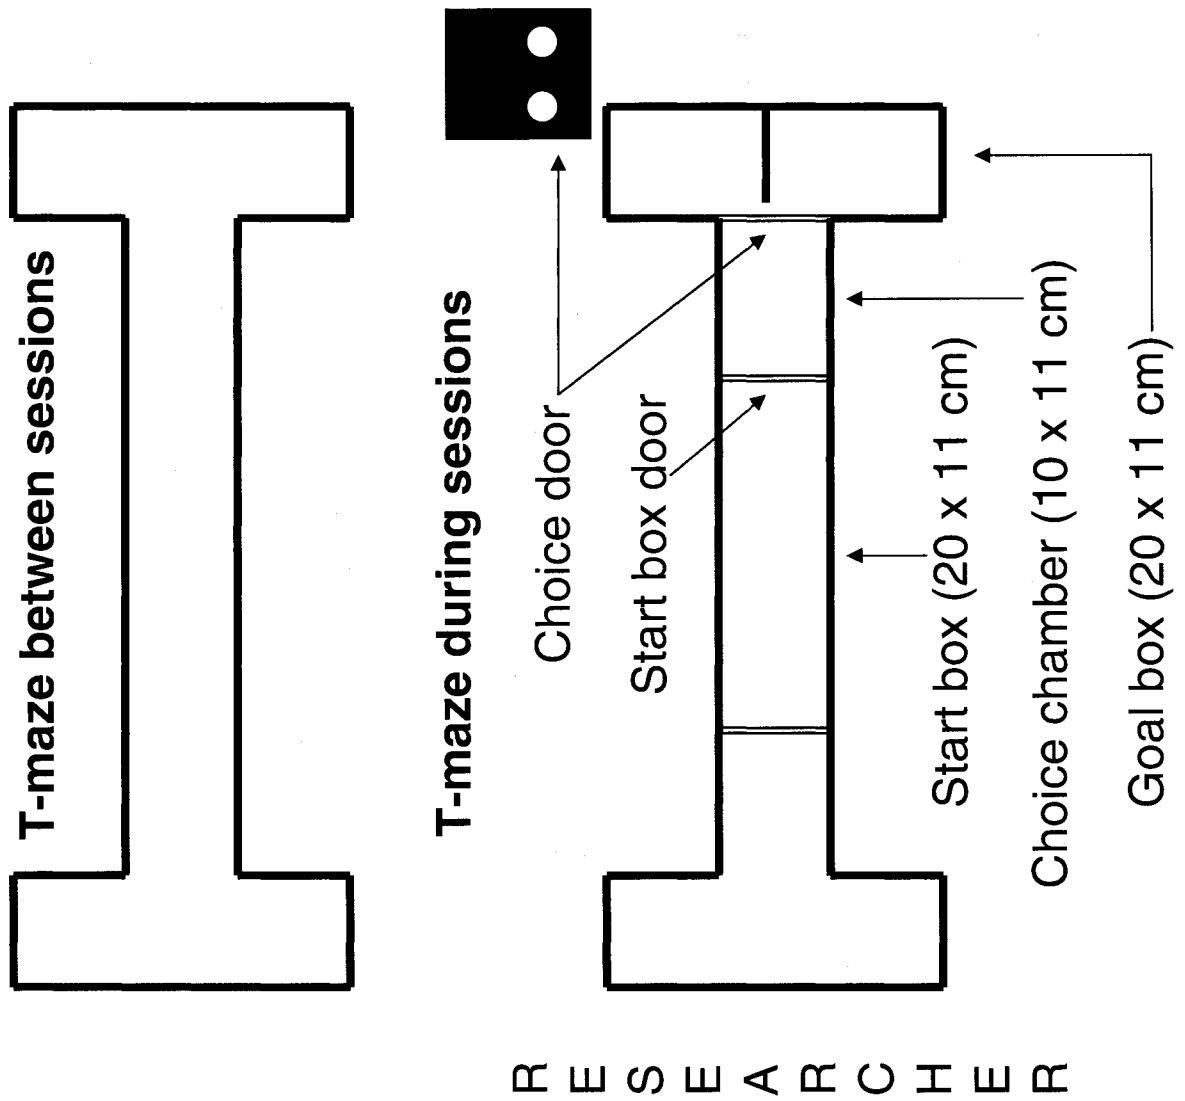 T-maze between sessions
T-maze during sessions
Choice door
Start box door
Start box (20 x 11 cm)
Choice chamber (10 x 11 cm)
Goal box (20 x 11 cm)
RESEARCHER